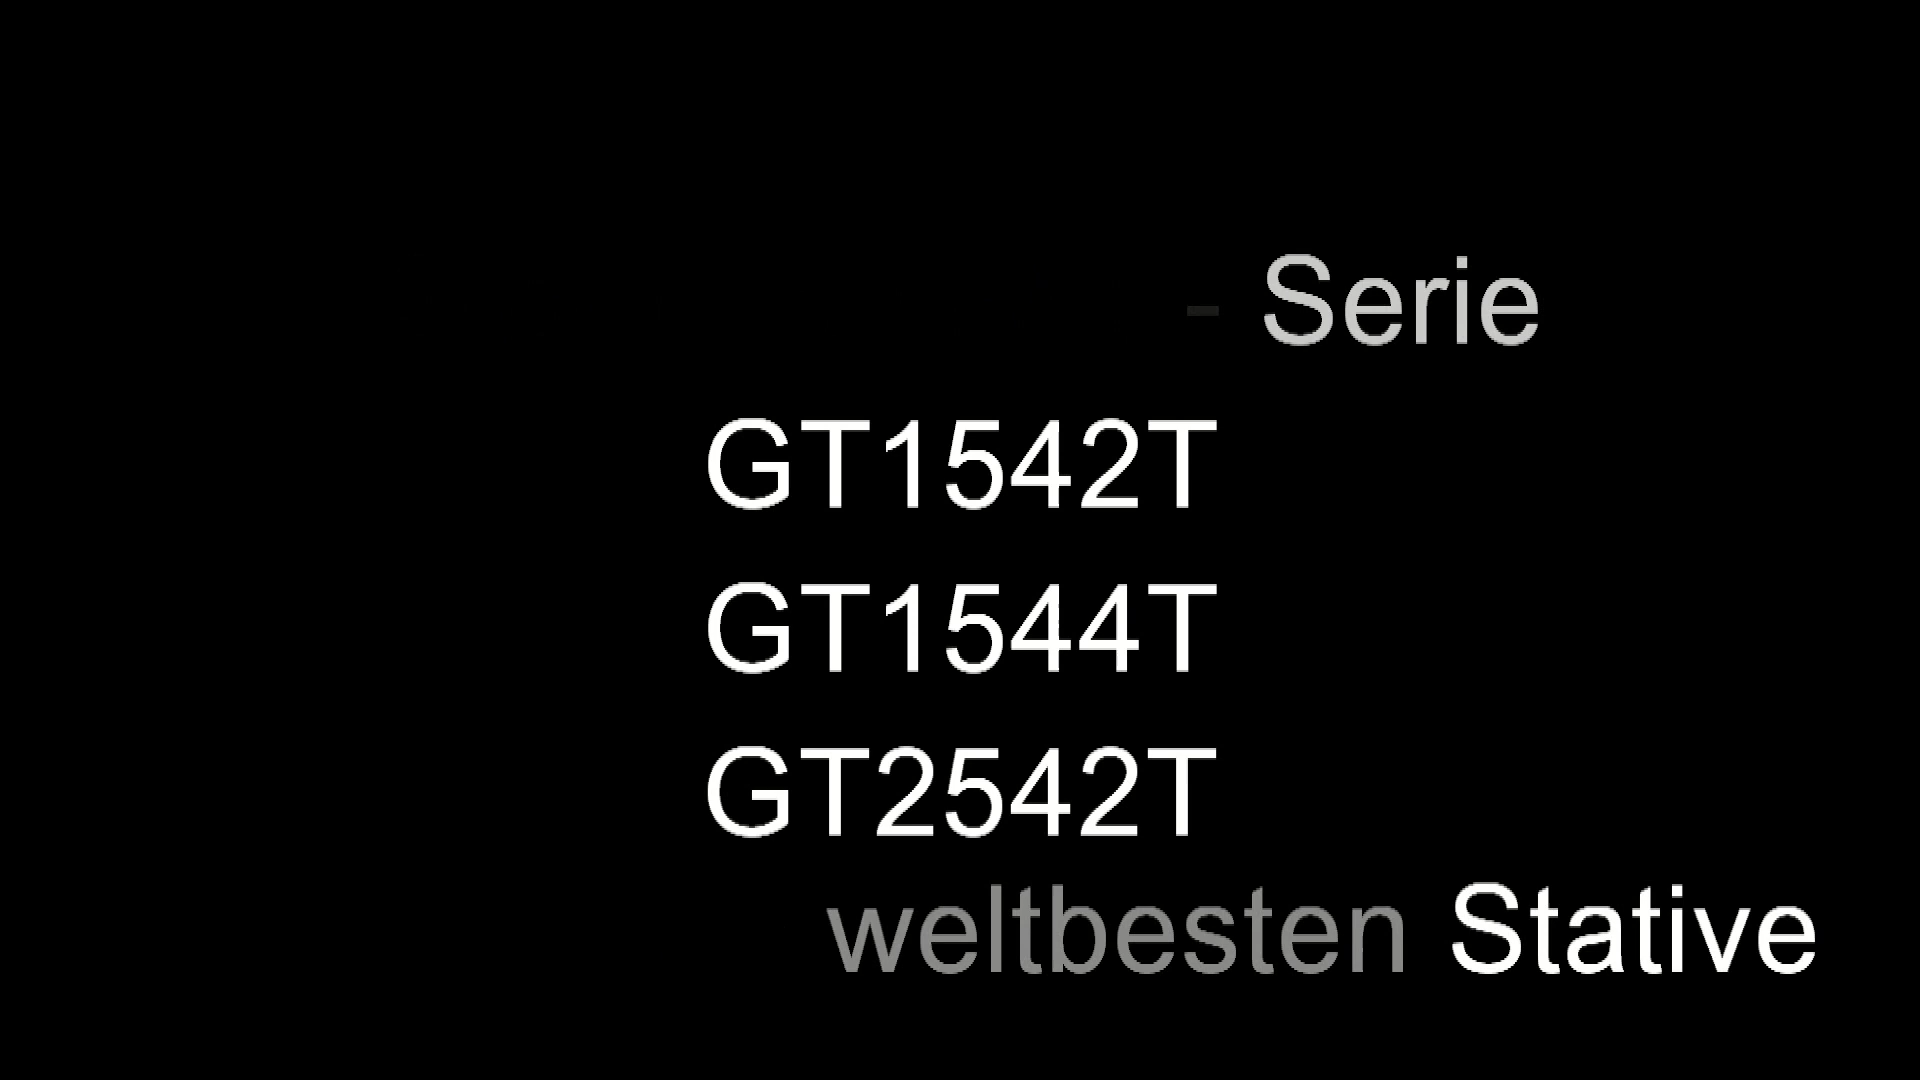 - Serie
GT1542T
GT1544T
GT2542T
weltbesten Stative